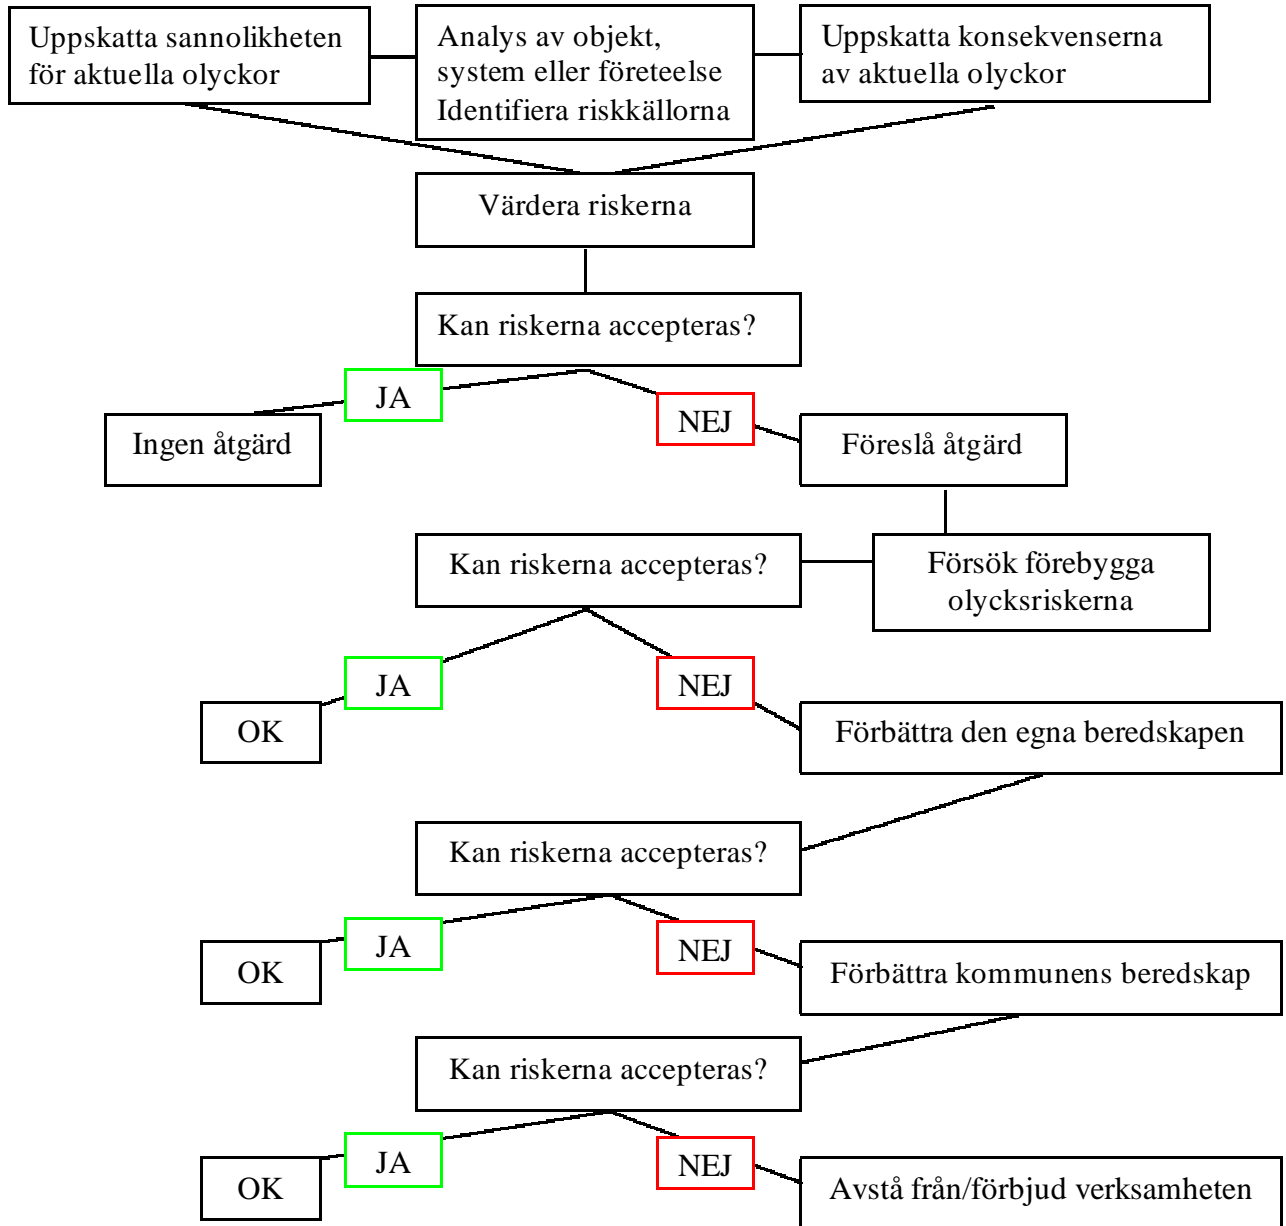 Uppskatta sannolikheten
för aktuella olyckor
Analys av objekt,
system eller företeelse
Identifiera riskkällorna
Uppskatta konsekvenserna
av aktuella olyckor
Värdera riskerna
Kan riskerna accepteras?
JA
NEJ
Ingen åtgärd
Föreslå åtgärd
Kan riskerna accepteras?
Försök förebygga
olycksriskerna
JA
NEJ
OK
Förbättra den egna beredskapen
Kan riskerna accepteras?
JA
NEJ
OK
Förbättra kommunens beredskap
Kan riskerna accepteras?
JA
NEJ
OK
Avstå från/förbjud verksamheten